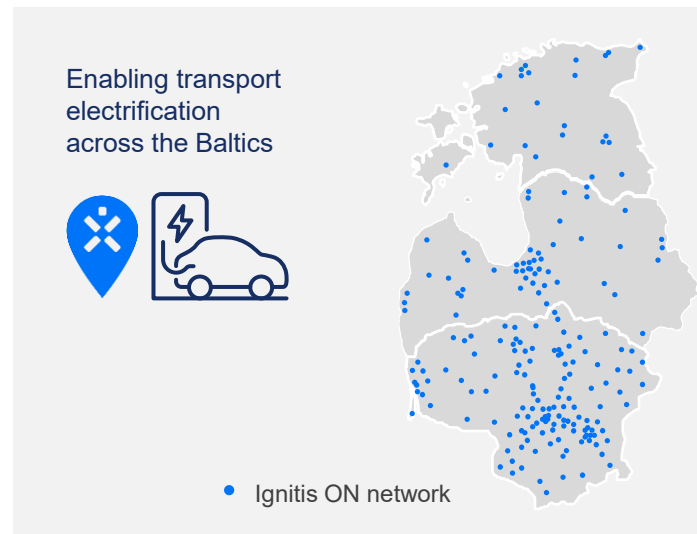 Enabling transport
electrification
across the Baltics
Ignitis ON network